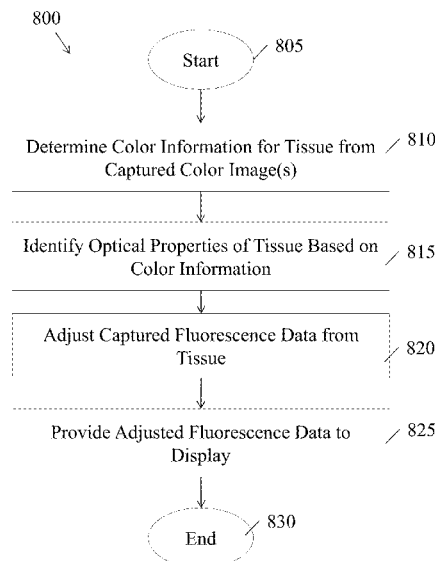 800
Start
805
Determine Color Information for Tissue from
Captured Color Image(s)
810
Identify Optical Properties of Tissue Based on
Color Information
815
Adjust Captured Fluorescence Data from
Tissue
820
Provide Adjusted Fluorescence Data to
Display
825
End
830